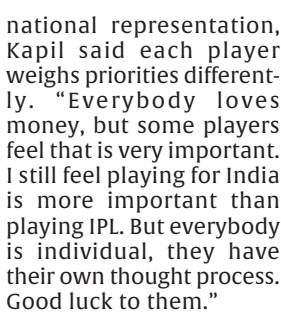 national representation,
Kapil said each player
weighs priorities different-
ly. “Everybody loves
money, but some players
feel that is very important.
I still feel playing for India
is more important than
playing IPL. But everybody
is individual, they have
their own thought process.
Good luck to them.”